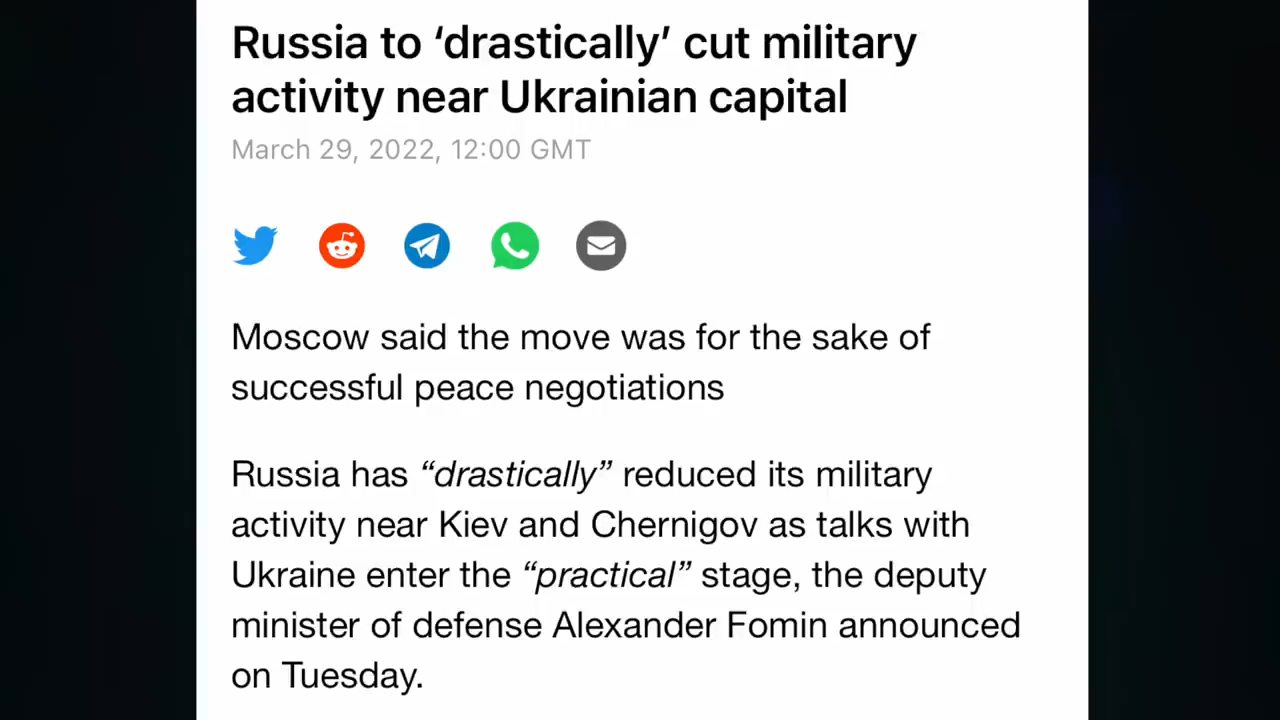 Russia to ‘drastically’ cut military
activity near Ukrainian capital
March 29, 2022, 12:00 GMT
Moscow said the move was for the sake of
successful peace negotiations
Russia has “drastically” reduced its military
activity near Kiev and Chernigov as talks with
Ukraine enter the “practical” stage, the deputy
minister of defense Alexander Fomin announced
on Tuesday.